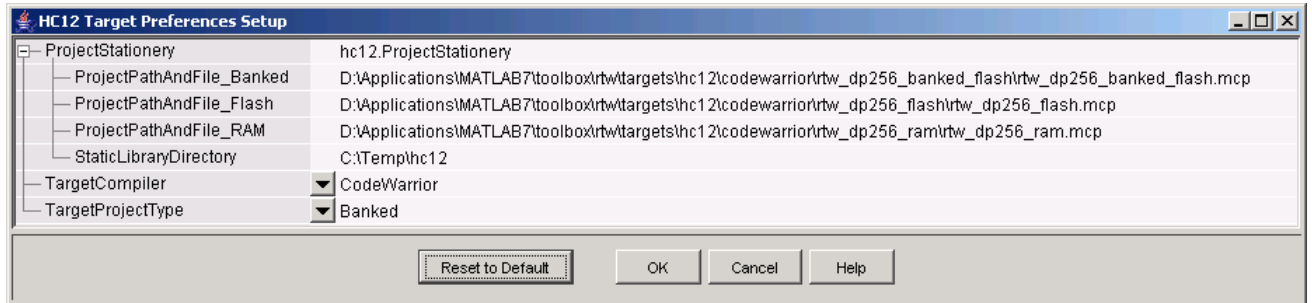 HC12 Target Preferences Setup
ProjectStationery hc12.ProjectStationery
ProjectPathAndFile_Banked D:\Applications\MATLAB7\toolbox\rtw\targets\hc12\codewarrior\rtw_dp256_banked_flash\rtw_dp256_banked_flash.mcp
ProjectPathAndFile_Flash D:\Applications\MATLAB7\toolbox\rtw\targets\hc12\codewarrior\rtw_dp256_flash\rtw_dp256_flash.mcp
ProjectPathAndFile_RAM D:\Applications\MATLAB7\toolbox\rtw\targets\hc12\codewarrior\rtw_dp256_ram\rtw_dp256_ram.mcp
StaticLibraryDirectory C:\Temp\hc12
TargetCompiler CodeWarrior
TargetProjectType Banked
Reset to Default OK Cancel Help